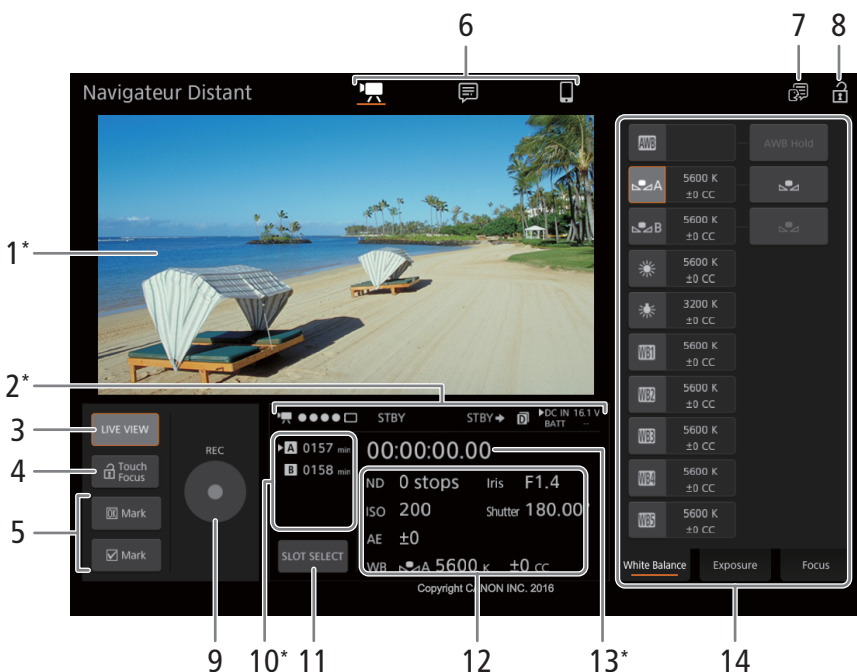 6
7
8
Navigateur Distant
1*
2*
3
4
5
LIVE VIEW
Touch
Focus
OK Mark
Mark
REC
STBY
STBY
D
DC IN 16.1 V
BATT --
A 0157 min
B 0158 min
00:00:00.00
ND 0 stops Iris F1.4
ISO 200 Shutter 180.00°
AE ±0
WB A 5600 K ±0 CC
SLOT SELECT
Copyright CANON INC. 2016
AWB
AWB Hold
A 5600 K
±0 CC
B 5600 K
±0 CC
5600 K
±0 CC
3200 K
±0 CC
WB1 5600 K
±0 CC
WB2 5600 K
±0 CC
WB3 5600 K
±0 CC
WB4 5600 K
±0 CC
WB5 5600 K
±0 CC
White Balance Exposure Focus
9
10*
11
12
13*
14